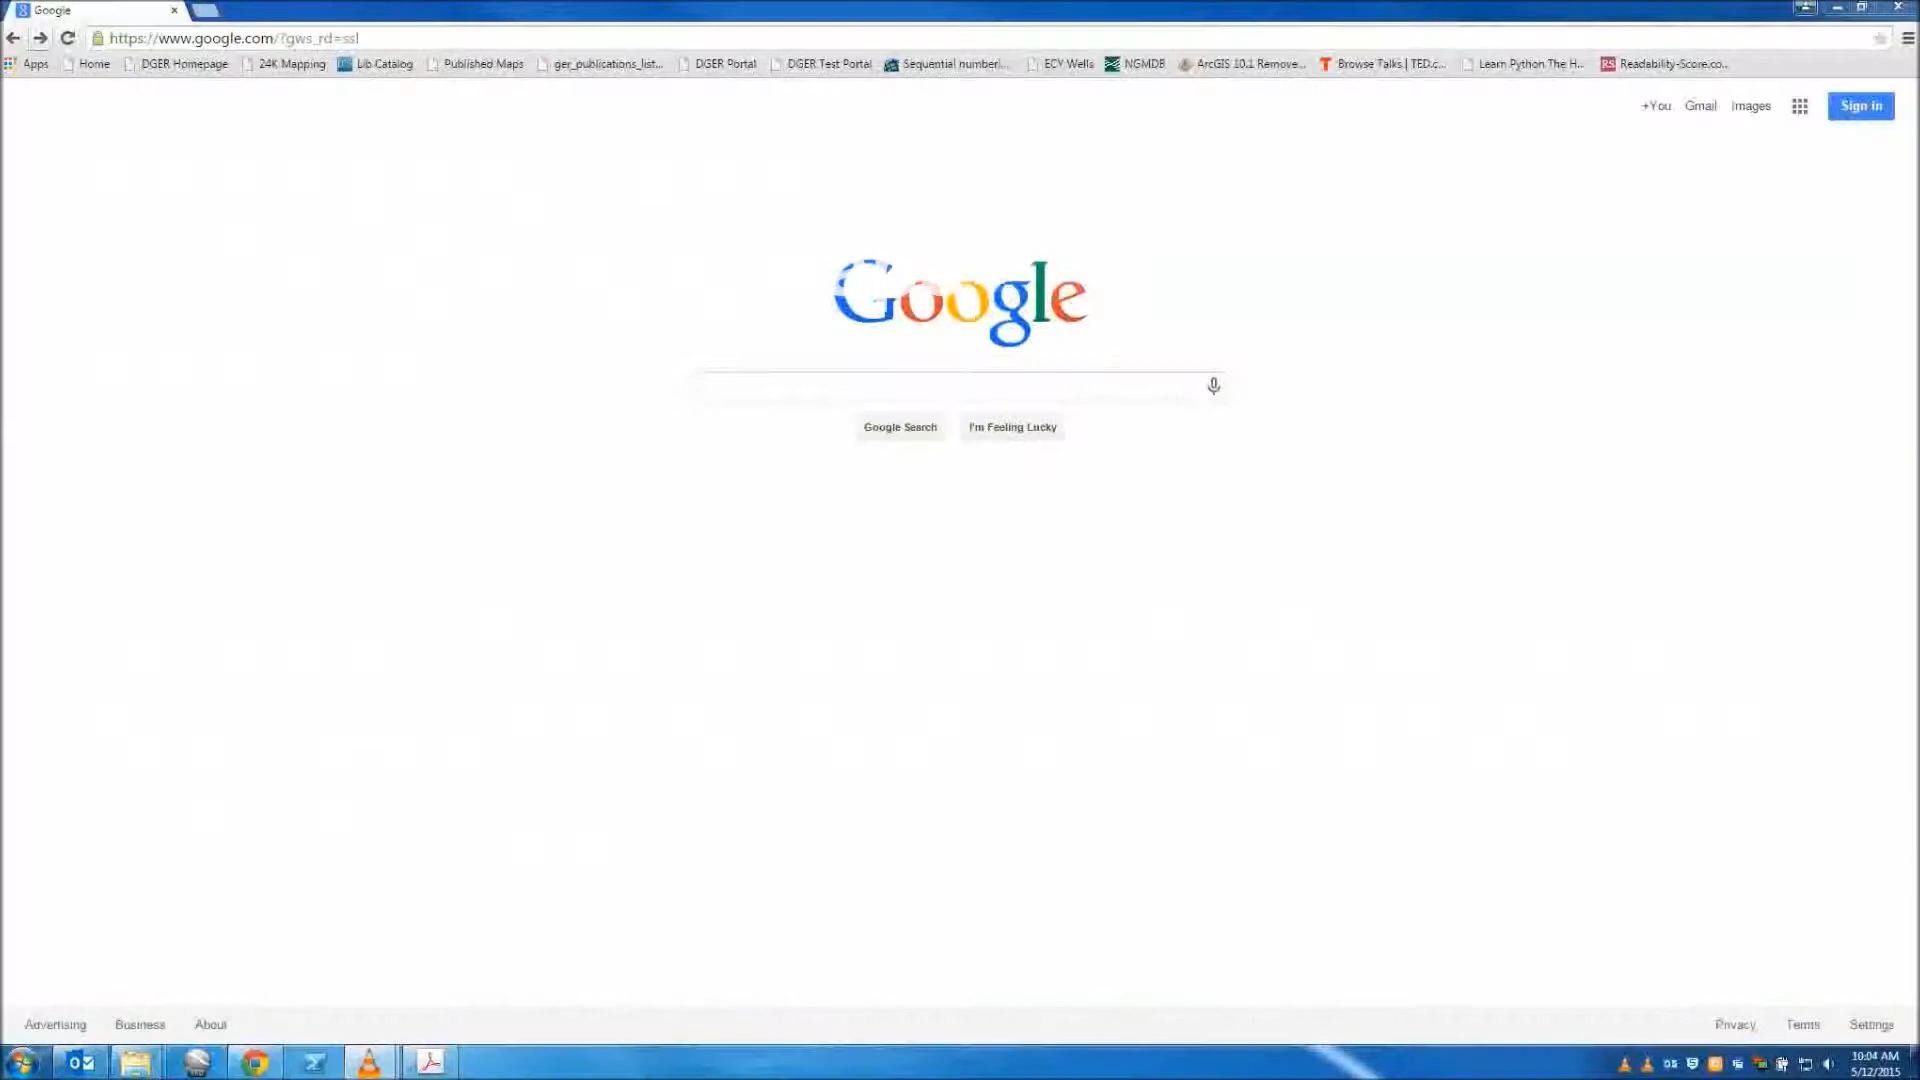 Google
https://www.google.com/?gws_rd=ssl
Apps Home DGER Homepage 24K Mapping Lib Catalog Published Maps ger_publications_list... DGER Portal DGER Test Portal Sequential numberi... ECY Wells NGMDB ArcGIS 10.1 Remove... Browse Talks | TED.c... Learn Python The H... RS Readability-Score.co...
+You Gmail Images Sign in
Google
Google Search I'm Feeling Lucky
Advertising Business About Privacy Terms Settings
10:04 AM
5/12/2015